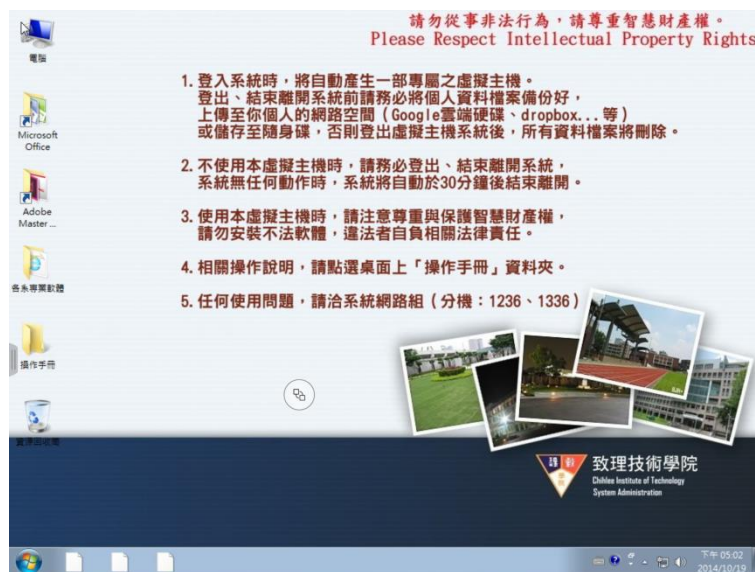 請勿從事非法行為，請尊重智慧財產權。
Please Respect Intellectual Property Rights
電腦
Microsoft
Office
Adobe
Master ...
各系專業軟體
操作手冊
資源回收筒
1. 登入系統時，將自動產生一部專屬之虛擬主機。
登出、結束離開系統前請務必將個人資料檔案備份好，
上傳至你個人的網路空間（Google雲端硬碟、dropbox...等）
或儲存至隨身碟，否則登出虛擬主機系統後，所有資料檔案將刪除。
2. 不使用本虛擬主機時，請務必登出、結束離開系統，
系統無任何動作時，系統將自動於30分鐘後結束離開。
3. 使用本虛擬主機時，請注意尊重與保護智慧財產權，
請勿安裝不法軟體，違法者自負相關法律責任。
4. 相關操作說明，請點選桌面上「操作手冊」資料夾。
5. 任何使用問題，請洽系統網路組（分機：1236、1336）
致理技術學院
Chihlee Institute of Technology
System Administration
下午 05:02
2014/10/19